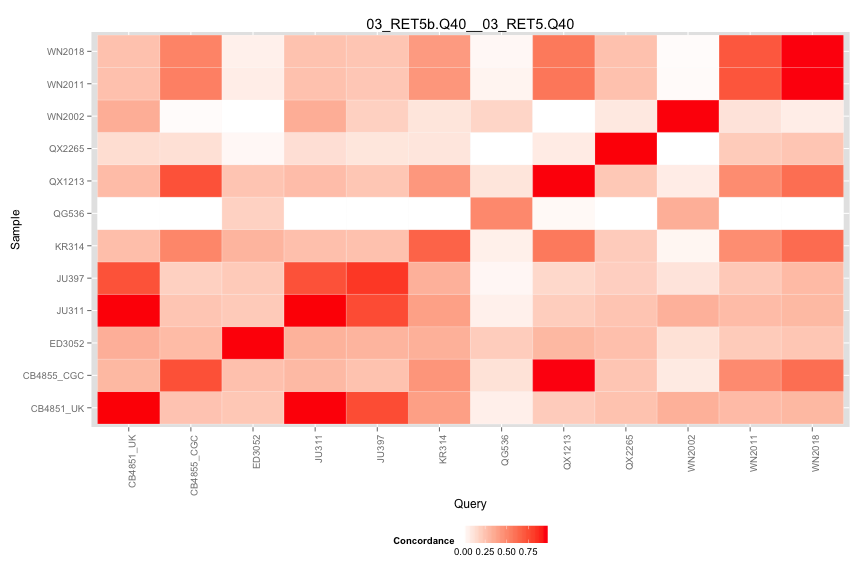 03_RET5b.Q40__03_RET5.Q40
WN2018
WN2011
WN2002
QX2265
QX1213
QG536
KR314
JU397
JU311
ED3052
CB4855_CGC
CB4851_UK
Sample
CB4851_UK
CB4855_CGC
ED3052
JU311
JU397
KR314
QG536
QX1213
QX2265
WN2002
WN2011
WN2018
Query
Concordance
0.00 0.25 0.50 0.75